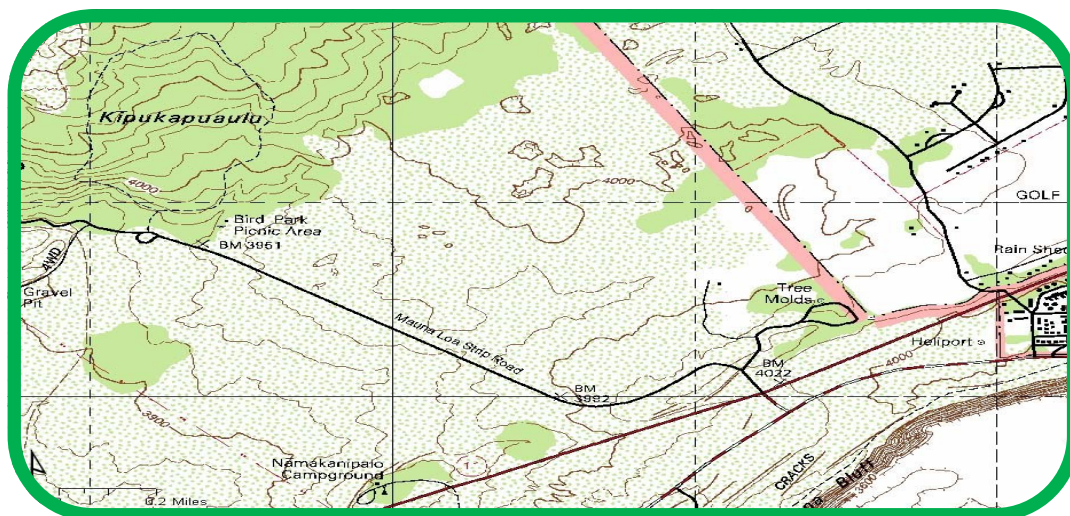 Kipukapuaulu
4000
4000
GOLF
Bird Park
Picnic Area
BM 3951
4WD
Rain Shed
Gravel
Pit
Tree
Molds
Mauna Loa Strip Road
Heliport
4000
BM
4022
BM
3982
3900
Namakanipaio
Campground
CRACKS
Bluff
0.2 Miles